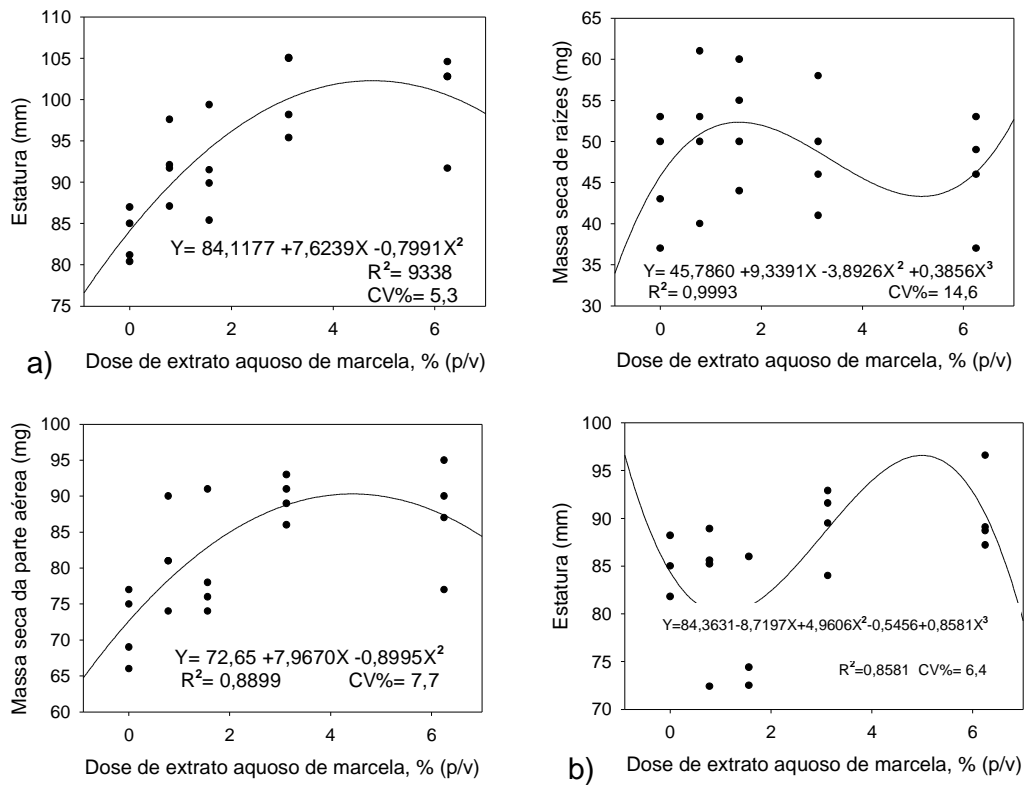 Estatura (mm)
110
105
100
95
90
85
80
75
Y= 84,1177 +7,6239X -0,7991X²
R²= 9338
CV%= 5,3
0 2 4 6
Dose de extrato aquoso de marcela, % (p/v)
a)
Massa seca de raízes (mg)
65
60
55
50
45
40
35
30
Y= 45,7860 +9,3391X -3,8926X² +0,3856X³
R²= 0,9993 CV%= 14,6
0 2 4 6
Dose de extrato aquoso de marcela, % (p/v)
Massa seca da parte aérea (mg)
100
95
90
85
80
75
70
65
60
Y= 72,65 +7,9670X -0,8995X²
R²= 0,8899 CV%= 7,7
0 2 4 6
Dose de extrato aquoso de marcela, % (p/v)
Estatura (mm)
100
95
90
85
80
75
70
Y=84,3631-8,7197X+4,9606X²-0,5456+0,8581X³
R²=0,8581 CV%= 6,4
0 2 4 6
b)
Dose de extrato aquoso de marcela, % (p/v)